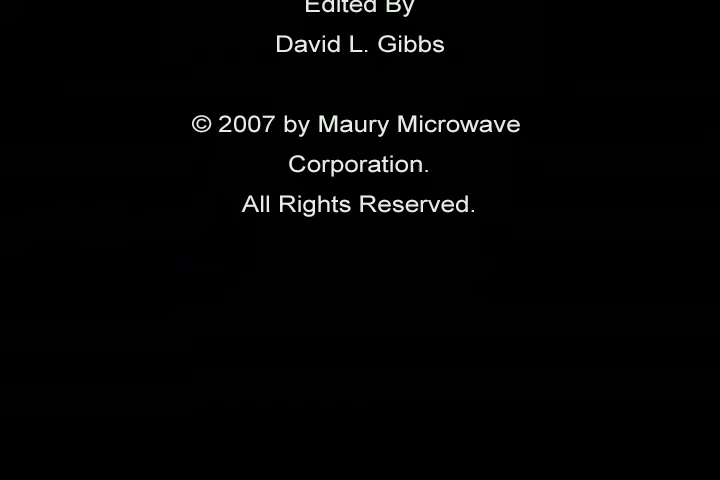 Edited By
David L. Gibbs
© 2007 by Maury Microwave
Corporation.
All Rights Reserved.